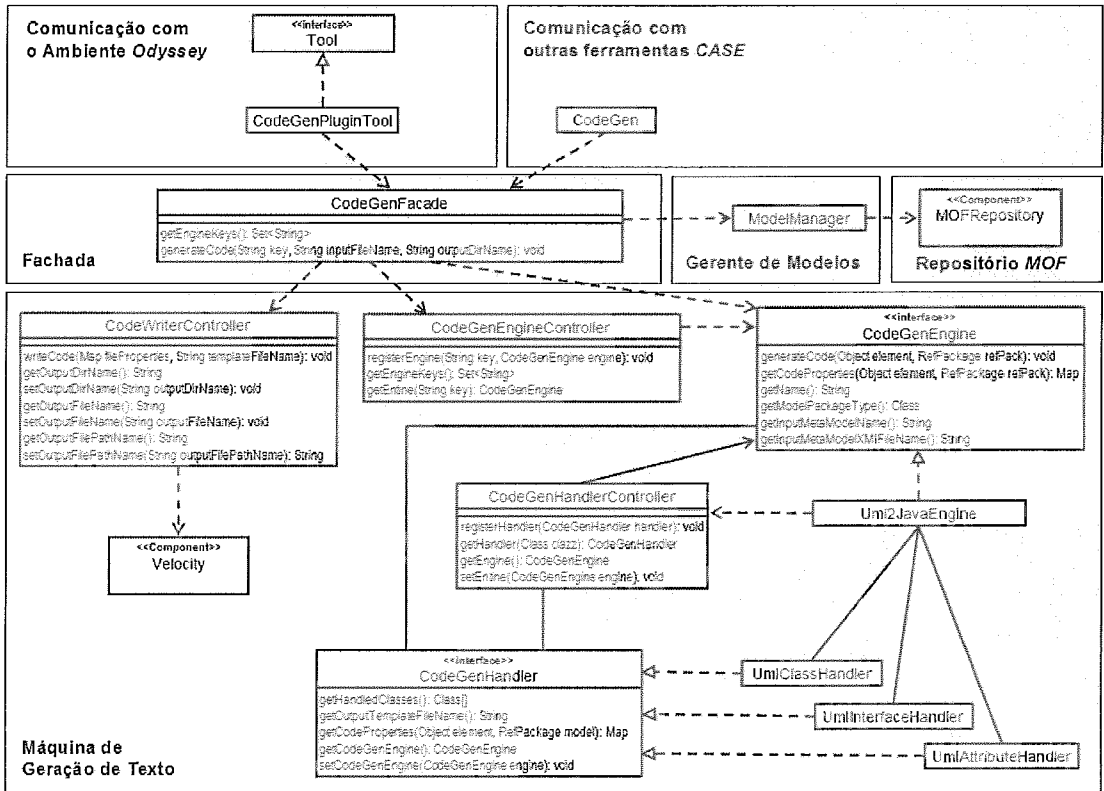 Comunicação com
o Ambiente Odyssey
<<interface>>
Tool
CodeGenPluginTool
Comunicação com
outras ferramentas CASE
CodeGen
CodeGenFacade
getEngineKeys(): Set<String>
generateCode(String key, String inputFileName, String outputDirName): void
Fachada
ModelManager
Gerente de Modelos
<<Component>>
MOFRepository
Repositório MOF
CodeWriterController
writeCode(Map fileProperties, String templateFileName): void
getOutputDirName(): String
setOutputDirName(String outputDirName): void
getOutputFileName(): String
setOutputFileName(String outputFileName): void
getOutputFilePathName(): String
setOutputFilePathName(String outputFilePathName): String
CodeGenEngineController
registerEngine(String key, CodeGenEngine engine): void
getEngineKeys(): Set<String>
getEntine(String key): CodeGenEngine
<<interface>>
CodeGenEngine
generateCode(Object element, RefPackage refPack): void
getCodeProperties(Object element, RefPackage refPack): Map
getName(): String
getModelPackageType(): Class
getInputMetaModelName(): String
getInputMetaModelXMIFileName(): String
<<Component>>
Velocity
CodeGenHandlerController
registerHandler(CodeGenHandler handler): void
getHandler(Class clazz): CodeGenHandler
getEngine(): CodeGenEngine
setEntine(CodeGenEngine engine): void
Uml2JavaEngine
<<interface>>
CodeGenHandler
getHandledClasses(): Class[]
getOutputTemplateFileName(): String
getCodeProperties(Object element, RefPackage model): Map
getCodeGenEngine(): CodeGenEngine
setCodeGenEngine(CodeGenEngine engine): void
UmlClassHandler
UmlInterfaceHandler
UmlAttributeHandler
Máquina de
Geração de Texto